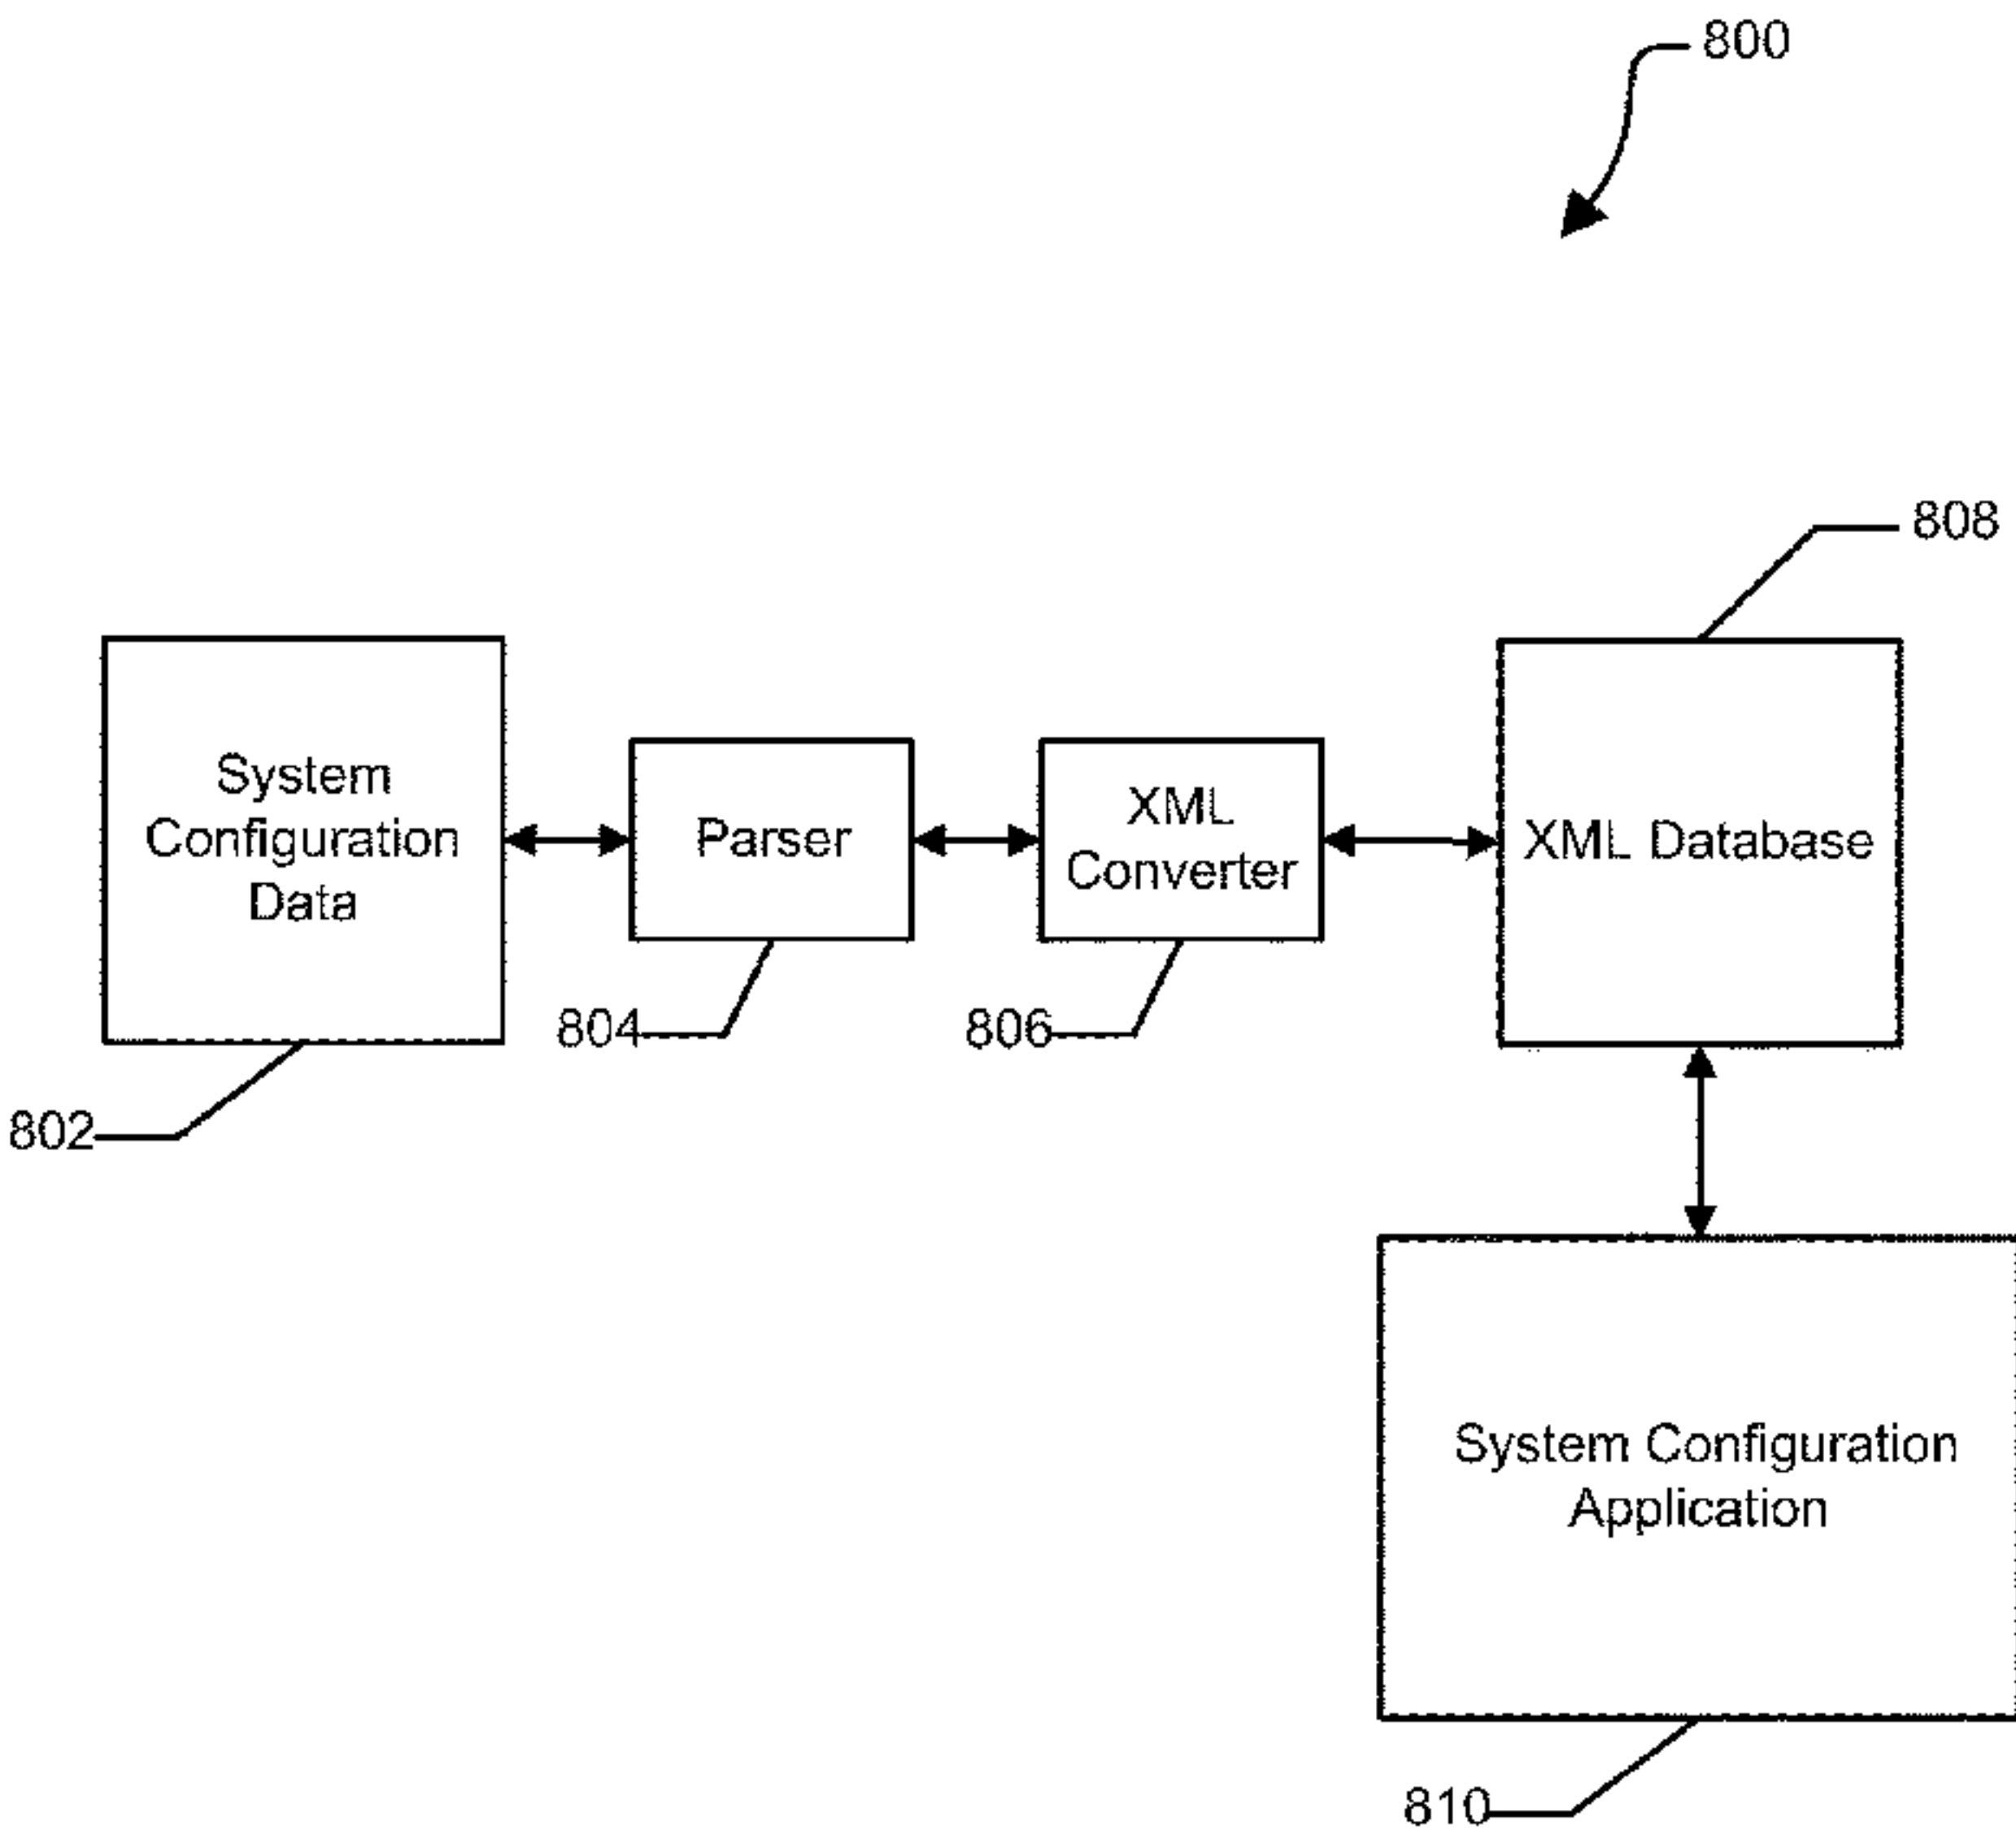 800
808
System
Configuration
Data
Parser
XML
Converter
XML Database
804
806
802
System Configuration
Application
810